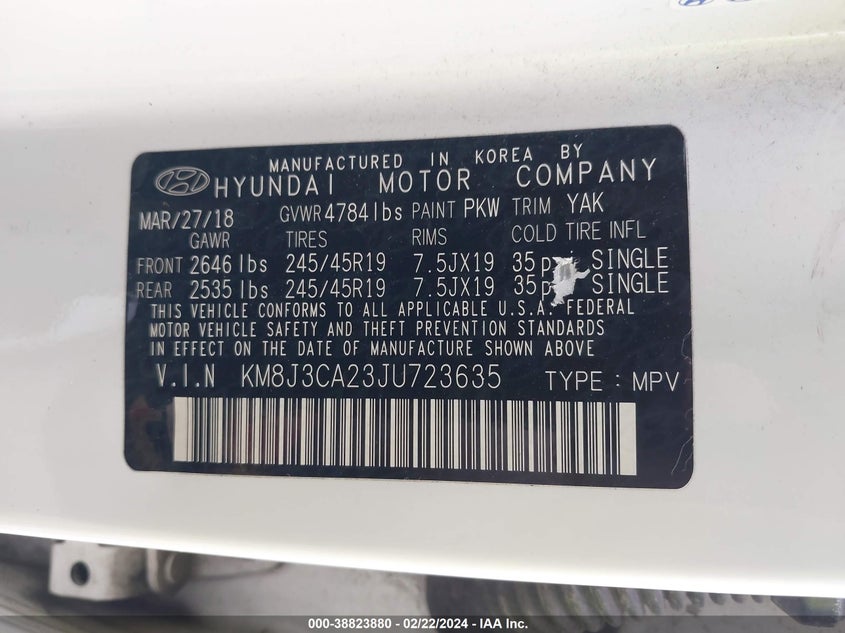 MANUFACTURED IN KOREA BY
HYUNDAI MOTOR COMPANY
MAR/27/18 GVWR 4784 lbs PAINT PKW TRIM YAK
GAWR TIRES RIMS COLD TIRE INFL
FRONT 2646 lbs 245/45R19 7.5JX19 35 SINGLE
REAR 2535 lbs 245/45R19 7.5JX19 35 SINGLE
THIS VEHICLE CONFORMS TO ALL APPLICABLE U.S.A. FEDERAL
MOTOR VEHICLE SAFETY AND THEFT PREVENTION STANDARDS
IN EFFECT ON THE DATE OF MANUFACTURE SHOWN ABOVE
V.I.N KM8J3CA23JU723635 TYPE : MPV
000-38823880 - 02/22/2024 - IAA Inc.